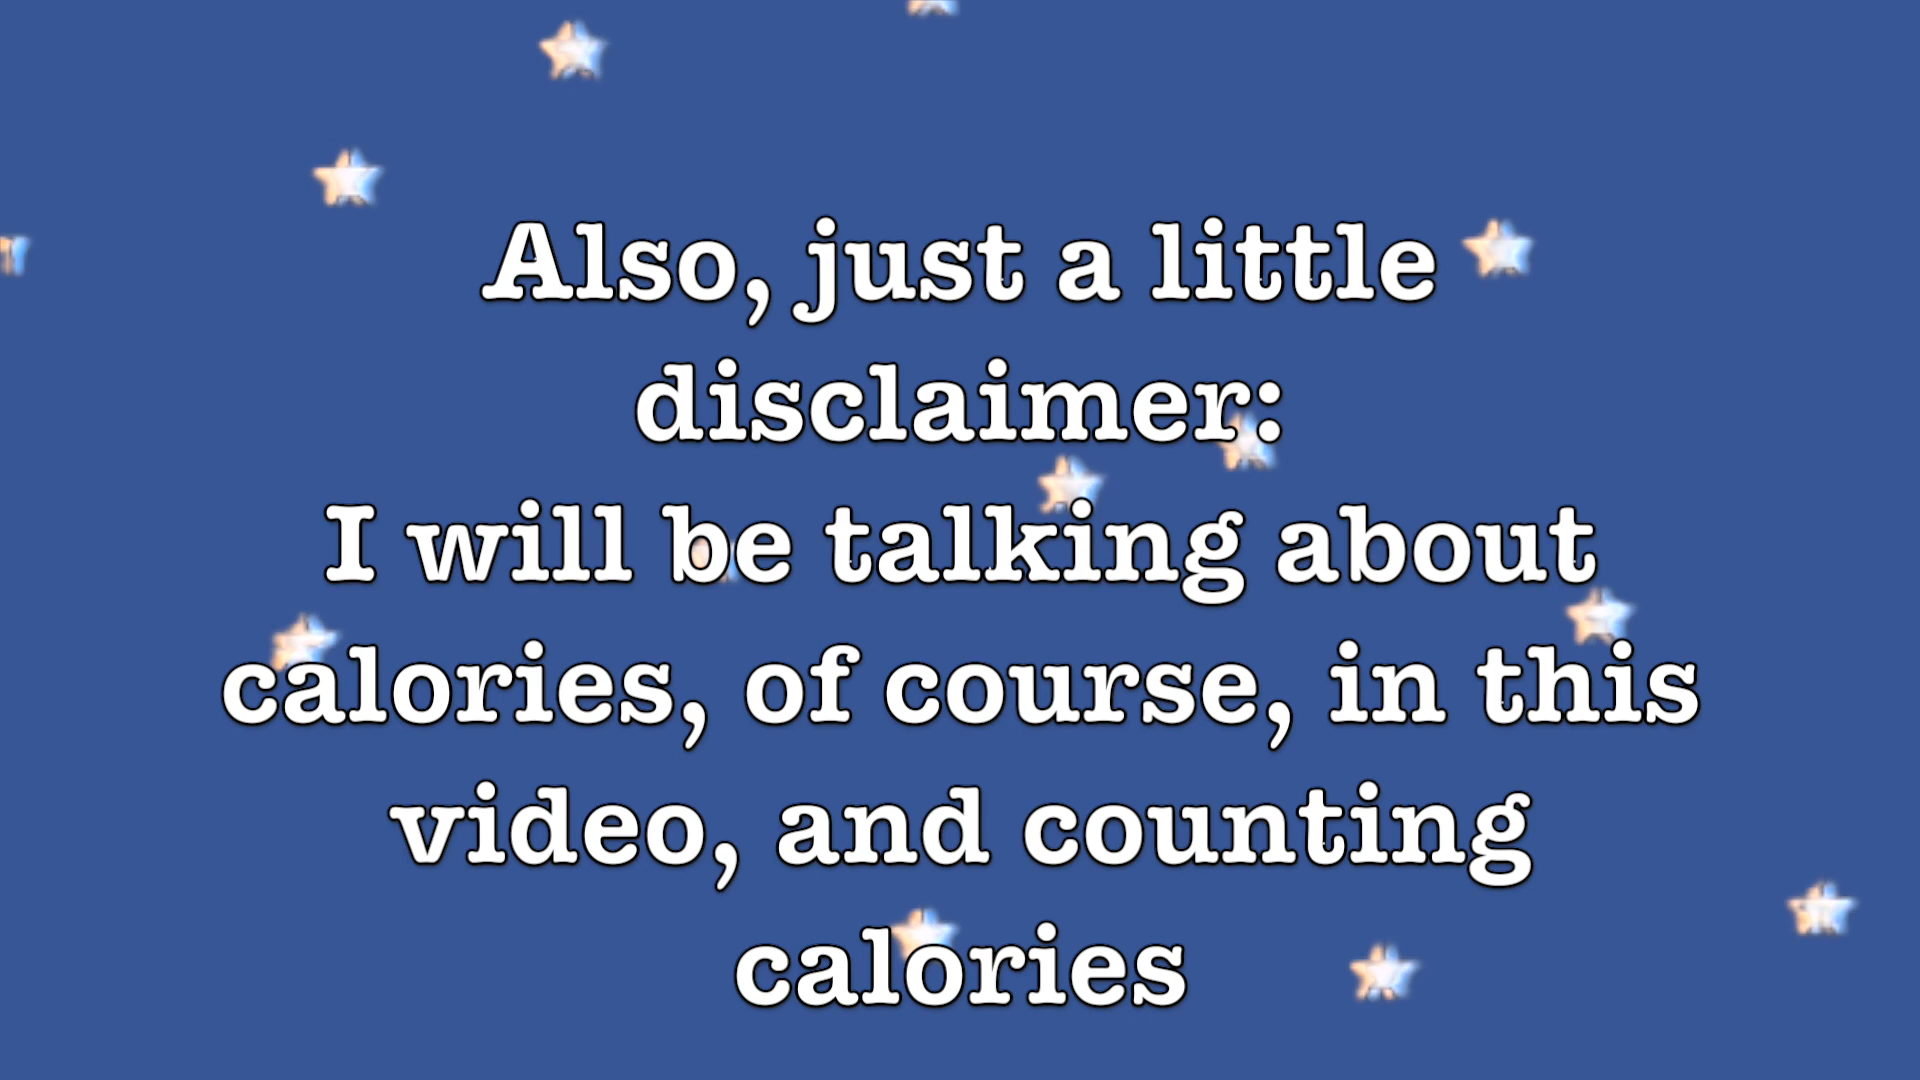 Also, just a little
disclaimer:
I will be talking about
calories, of course, in this
video, and counting
calories